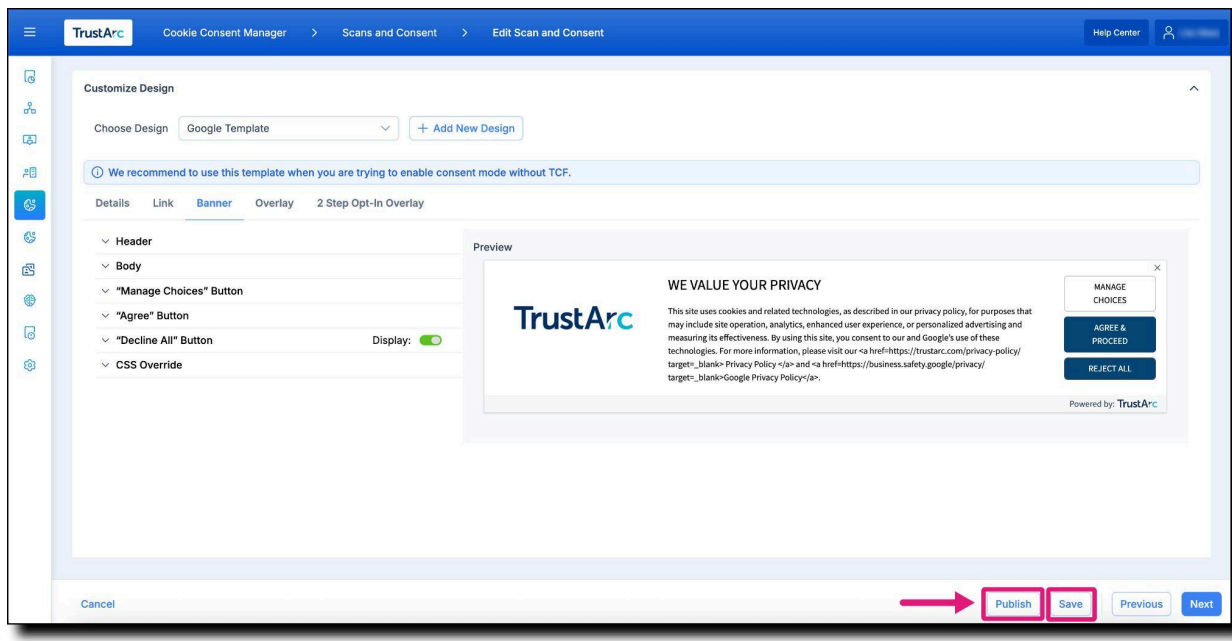 TrustArc Cookie Consent Manager > Scans and Consent > Edit Scan and Consent Help Center
Customize Design
Choose Design Google Template + Add New Design
We recommend to use this template when you are trying to enable consent mode without TCF.
Details Link Banner Overlay 2 Step Opt-In Overlay
Header
Body
“Manage Choices” Button
“Agree” Button
“Decline All” Button Display:
CSS Override
Preview
TrustArc
WE VALUE YOUR PRIVACY
This site uses cookies and related technologies, as described in our privacy policy, for purposes that
may include site operation, analytics, enhanced user experience, or personalized advertising and
measuring its effectiveness. By using this site, you consent to our and Google's use of these
technologies. For more information, please visit our <a href=https://trustarc.com/privacy-policy/
target=_blank> Privacy Policy </a> and <a href=https://business.safety.google/privacy/
target=_blank>Google Privacy Policy</a>.
MANAGE
CHOICES
AGREE &
PROCEED
REJECT ALL
Powered by: TrustArc
Cancel Publish Save Previous Next